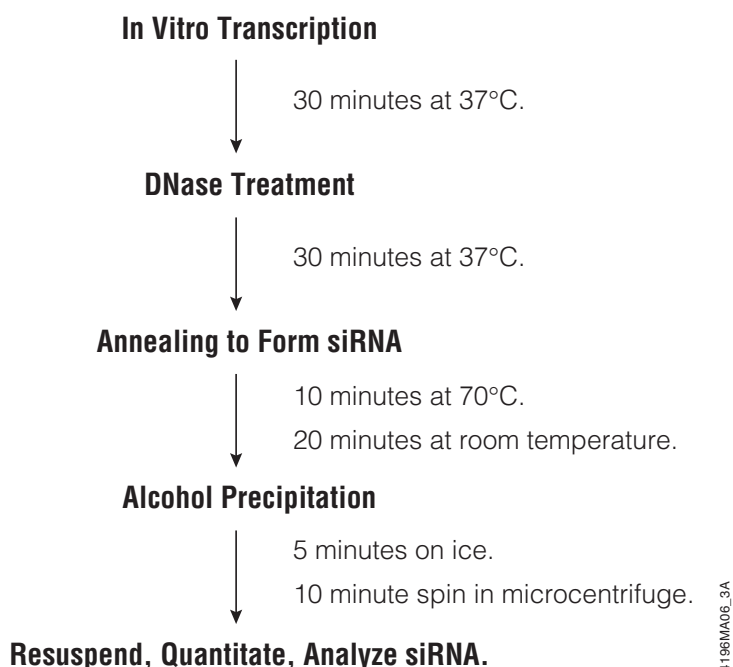 In Vitro Transcription
30 minutes at 37°C.
DNase Treatment
30 minutes at 37°C.
Annealing to Form siRNA
10 minutes at 70°C.
20 minutes at room temperature.
Alcohol Precipitation
5 minutes on ice.
10 minute spin in microcentrifuge.
Resuspend, Quantitate, Analyze siRNA.
4196MA06_3A